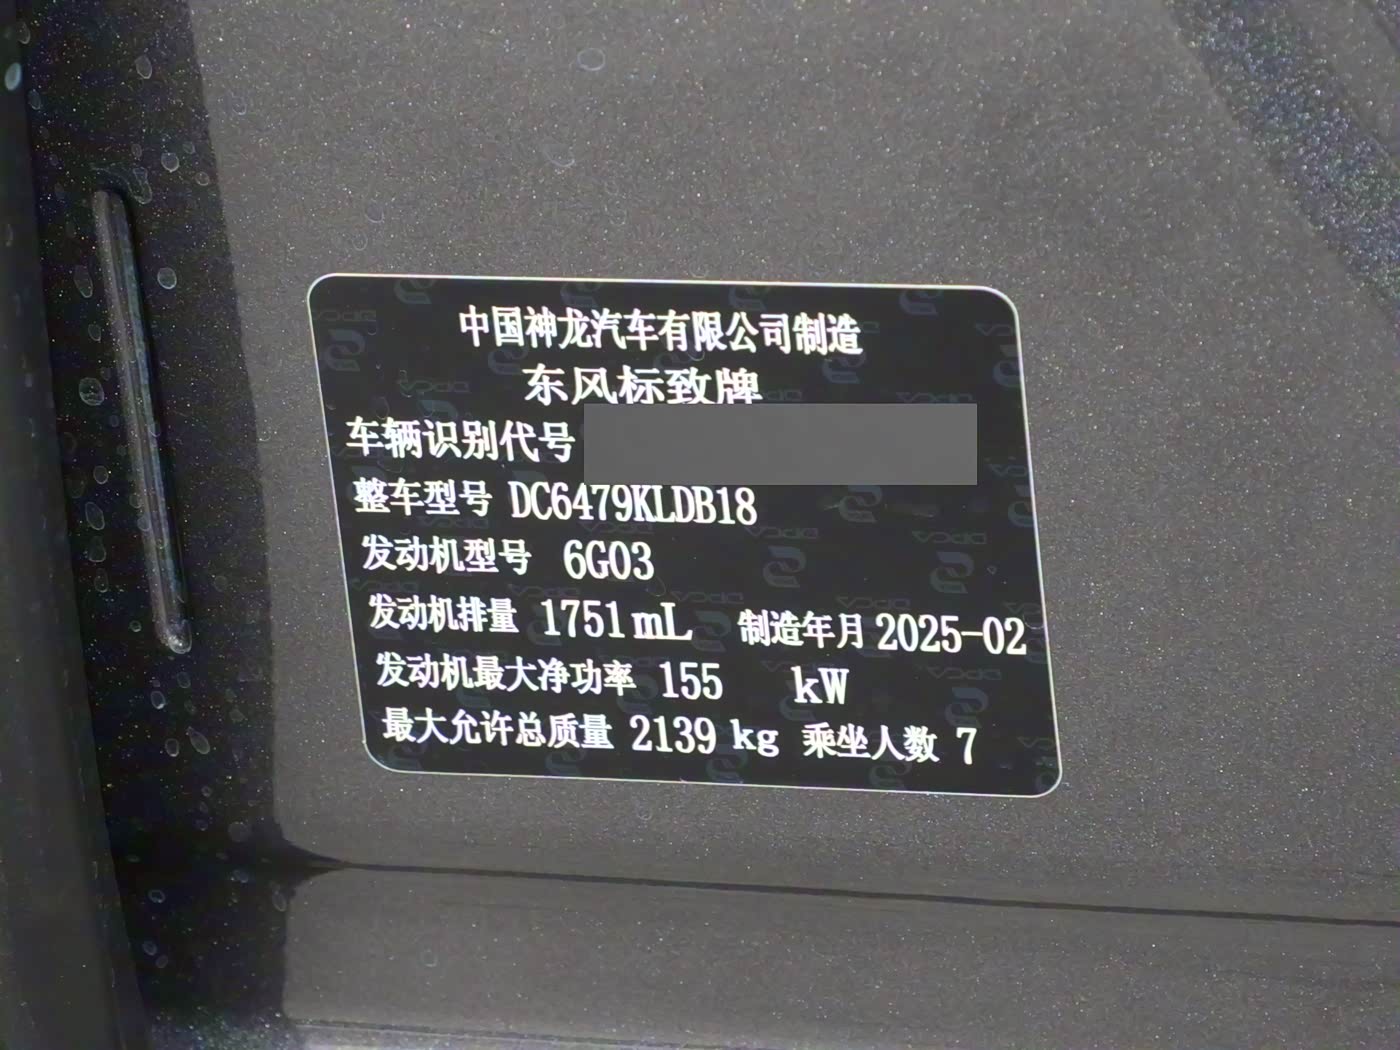 中国神龙汽车有限公司制造
东风标致牌
车辆识别代号
整车型号 DC6479KLDB18
发动机型号 6G03
发动机排量 1751mL 制造年月 2025-02
发动机最大净功率 155 kW
最大允许总质量 2139 kg 乘坐人数 7